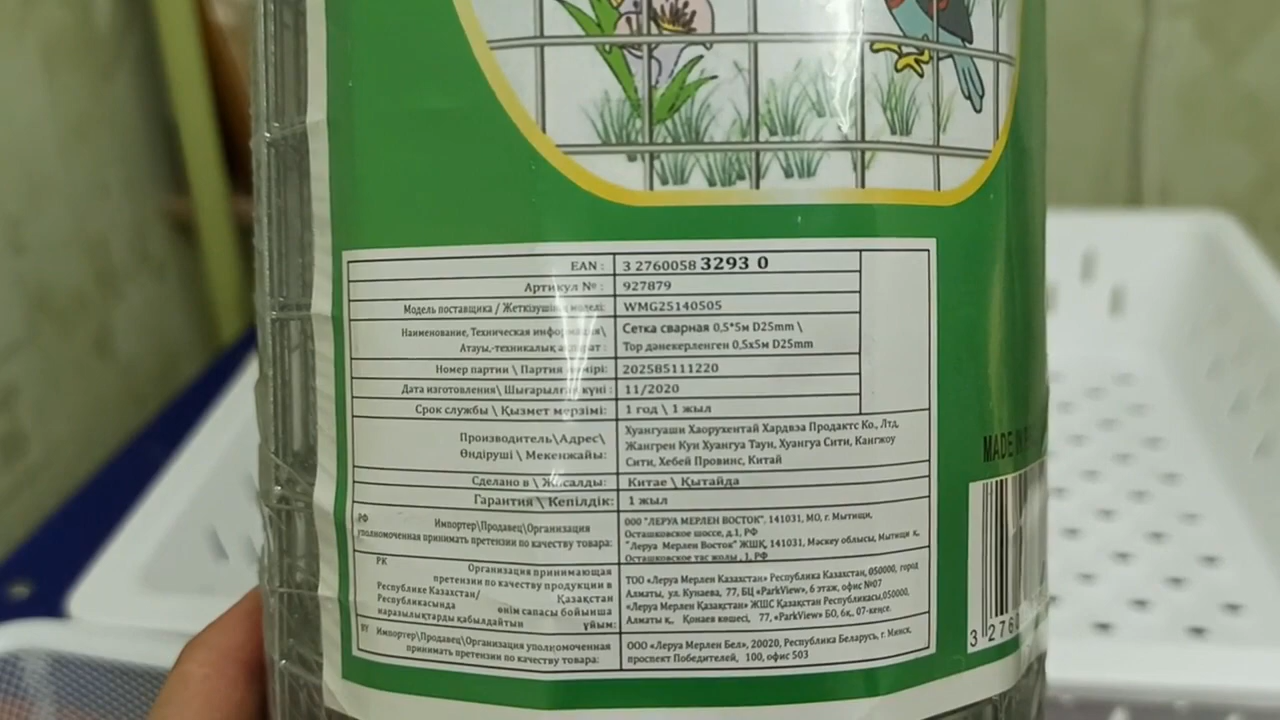 EAN : 3 2760058 3293 0
Артикул № : 927879
Модель поставщика / Жеткізушінің моделі: WMG25140505
Наименование, Техническая информация\ Сетка сварная 0,5*5м D25mm \
Атауы,-техникалық ақпарат : Тор дәнекерленген 0,5x5м D25mm
Номер партии \ Партия нөмірі: 202585111220
Дата изготовления\ Шығарылған күні : 11/2020
Срок службы \ Қызмет мерзімі: 1 год \ 1 жыл
Производитель\Адрес\
Өндіруші \ Мекенжайы:
Хуангуаши Хаорухентай Хардвэа Продактс Ко., Лтд,
Жангрен Кун Хуангуа Таун, Хуангуа Сити, Кангжоу
Сити, Хебей Провинс, Китай
Сделано в \ Жасалды: Китае \ Қытайда
Гарантия \ Кепілдік: 1 жыл
РФ Импортер\Продавец\Организация
уполномоченная принимать претензии по качеству товара:
ООО "ЛЕРУА МЕРЛЕН ВОСТОК", 141031, МО, г. Мытищи,
Осташковское шоссе, д.1, РФ
"Леруа Мерлен Восток" ЖШҚ, 141031, Маскеу облысы, Мытищи қ.,
Осташковское тас жолы , 1, РФ
РК Организация принимающая
претензии по качеству продукции в
Республике Казахстан/ Қазақстан
Республикасында өнім сапасы бойынша
наразылықтарды қабылдайтын ұйым:
ТОО «Леруа Мерлен Казахстан» Республика Казахстан, 050000, город
Алматы, ул. Кунаева, 77, БЦ «ParkView», 6 этаж, офис №07
«Леруа Мерлен Қазақстан» ЖШС Қазақстан Республикасы,050000,
Алматы қ., Қонаев көшесі, 77, «ParkView» БО, 6қ., 07-кеңсе.
РУ Импортер\Продавец\Организация уполномоченная
принимать претензии по качеству товара:
ООО «Леруа Мерлен Бел», 20020, Республика Беларусь, г. Минск,
проспект Победителей, 100, офис 503
MADE
3 276